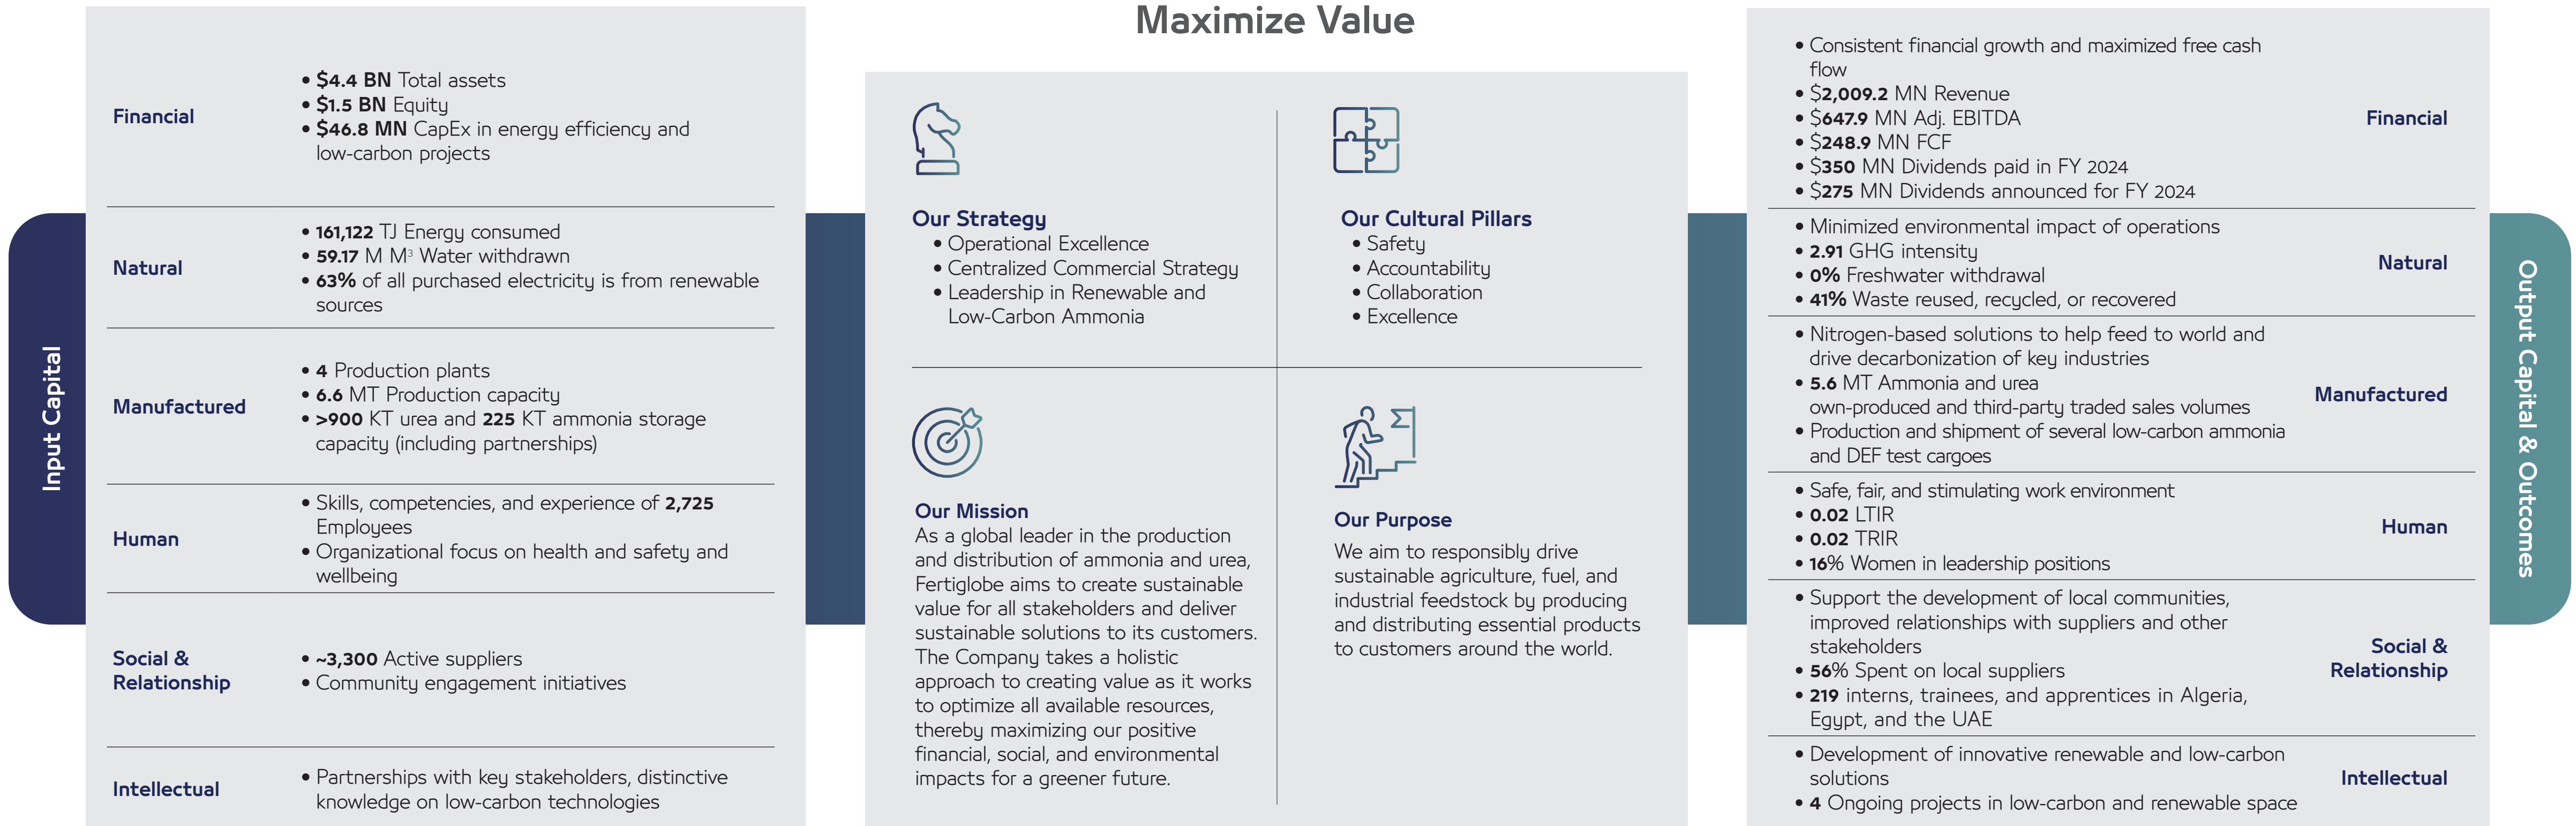 Maximize Value
Input Capital
Financial
• $4.4 BN Total assets
• $1.5 BN Equity
• $46.8 MN CapEx in energy efficiency and
low-carbon projects
Natural
• 161,122 TJ Energy consumed
• 59.17 M M³ Water withdrawn
• 63% of all purchased electricity is from renewable
sources
Manufactured
• 4 Production plants
• 6.6 MT Production capacity
• >900 KT urea and 225 KT ammonia storage
capacity (including partnerships)
Human
• Skills, competencies, and experience of 2,725
Employees
• Organizational focus on health and safety and
wellbeing
Social &
Relationship
• ~3,300 Active suppliers
• Community engagement initiatives
Intellectual
• Partnerships with key stakeholders, distinctive
knowledge on low-carbon technologies
Our Strategy
• Operational Excellence
• Centralized Commercial Strategy
• Leadership in Renewable and
Low-Carbon Ammonia
Our Cultural Pillars
• Safety
• Accountability
• Collaboration
• Excellence
Our Mission
As a global leader in the production
and distribution of ammonia and urea,
Fertiglobe aims to create sustainable
value for all stakeholders and deliver
sustainable solutions to its customers.
The Company takes a holistic
approach to creating value as it works
to optimize all available resources,
thereby maximizing our positive
financial, social, and environmental
impacts for a greener future.
Our Purpose
We aim to responsibly drive
sustainable agriculture, fuel, and
industrial feedstock by producing
and distributing essential products
to customers around the world.
• Consistent financial growth and maximized free cash
flow
• $2,009.2 MN Revenue
• $647.9 MN Adj. EBITDA
• $248.9 MN FCF
• $350 MN Dividends paid in FY 2024
• $275 MN Dividends announced for FY 2024
Financial
• Minimized environmental impact of operations
• 2.91 GHG intensity
• 0% Freshwater withdrawal
• 41% Waste reused, recycled, or recovered
Natural
• Nitrogen-based solutions to help feed to world and
drive decarbonization of key industries
• 5.6 MT Ammonia and urea
own-produced and third-party traded sales volumes
• Production and shipment of several low-carbon ammonia
and DEF test cargoes
Manufactured
• Safe, fair, and stimulating work environment
• 0.02 LTIR
• 0.02 TRIR
• 16% Women in leadership positions
Human
• Support the development of local communities,
improved relationships with suppliers and other
stakeholders
• 56% Spent on local suppliers
• 219 interns, trainees, and apprentices in Algeria,
Egypt, and the UAE
Social &
Relationship
• Development of innovative renewable and low-carbon
solutions
• 4 Ongoing projects in low-carbon and renewable space
Intellectual
Output Capital & Outcomes